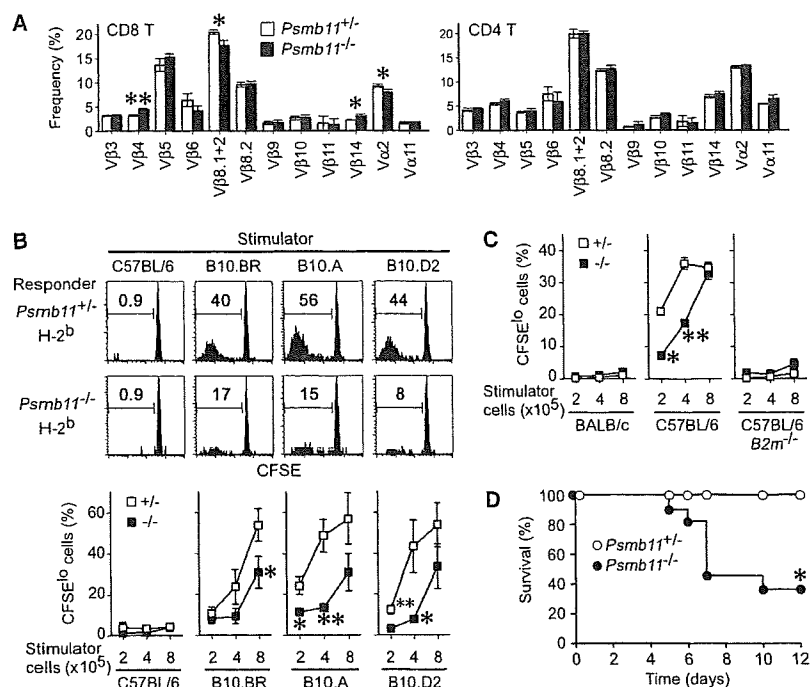 A
CD8 T
Psmb11+/-
Psmb11-/-
CD4 T
Frequency (%)
20
15
10
5
0
20
15
10
5
0
*
**
*
*
Vβ3
Vβ4
Vβ5
Vβ6
Vβ8.1+2
Vβ8.2
Vβ9
Vβ10
Vβ11
Vβ14
Vα2
Vα11
Vβ3
Vβ4
Vβ5
Vβ6
Vβ8.1+2
Vβ8.2
Vβ9
Vβ10
Vβ11
Vβ14
Vα2
Vα11
B
Stimulator
C57BL/6 B10.BR B10.A B10.D2
Responder
Psmb11+/-
H-2b
0.9 40 56 44
Psmb11-/-
H-2b
0.9 17 15 8
CFSE
CFSElo cells (%)
+/-
-/-
60
40
20
0
*
*
**
**
*
Stimulator cells (x10⁵)
2 4 8 2 4 8 2 4 8 2 4 8
C57BL/6 B10.BR B10.A B10.D2
C
CFSElo cells (%)
+/-
-/-
40
30
20
10
0
*
**
Stimulator cells (x10⁵)
2 4 8 2 4 8 2 4 8
BALB/c C57BL/6 C57BL/6
B2m-/-
D
Survival (%)
100
80
60
40
20
0
Psmb11+/-
Psmb11-/-
*
0 2 4 6 8 10 12
Time (days)